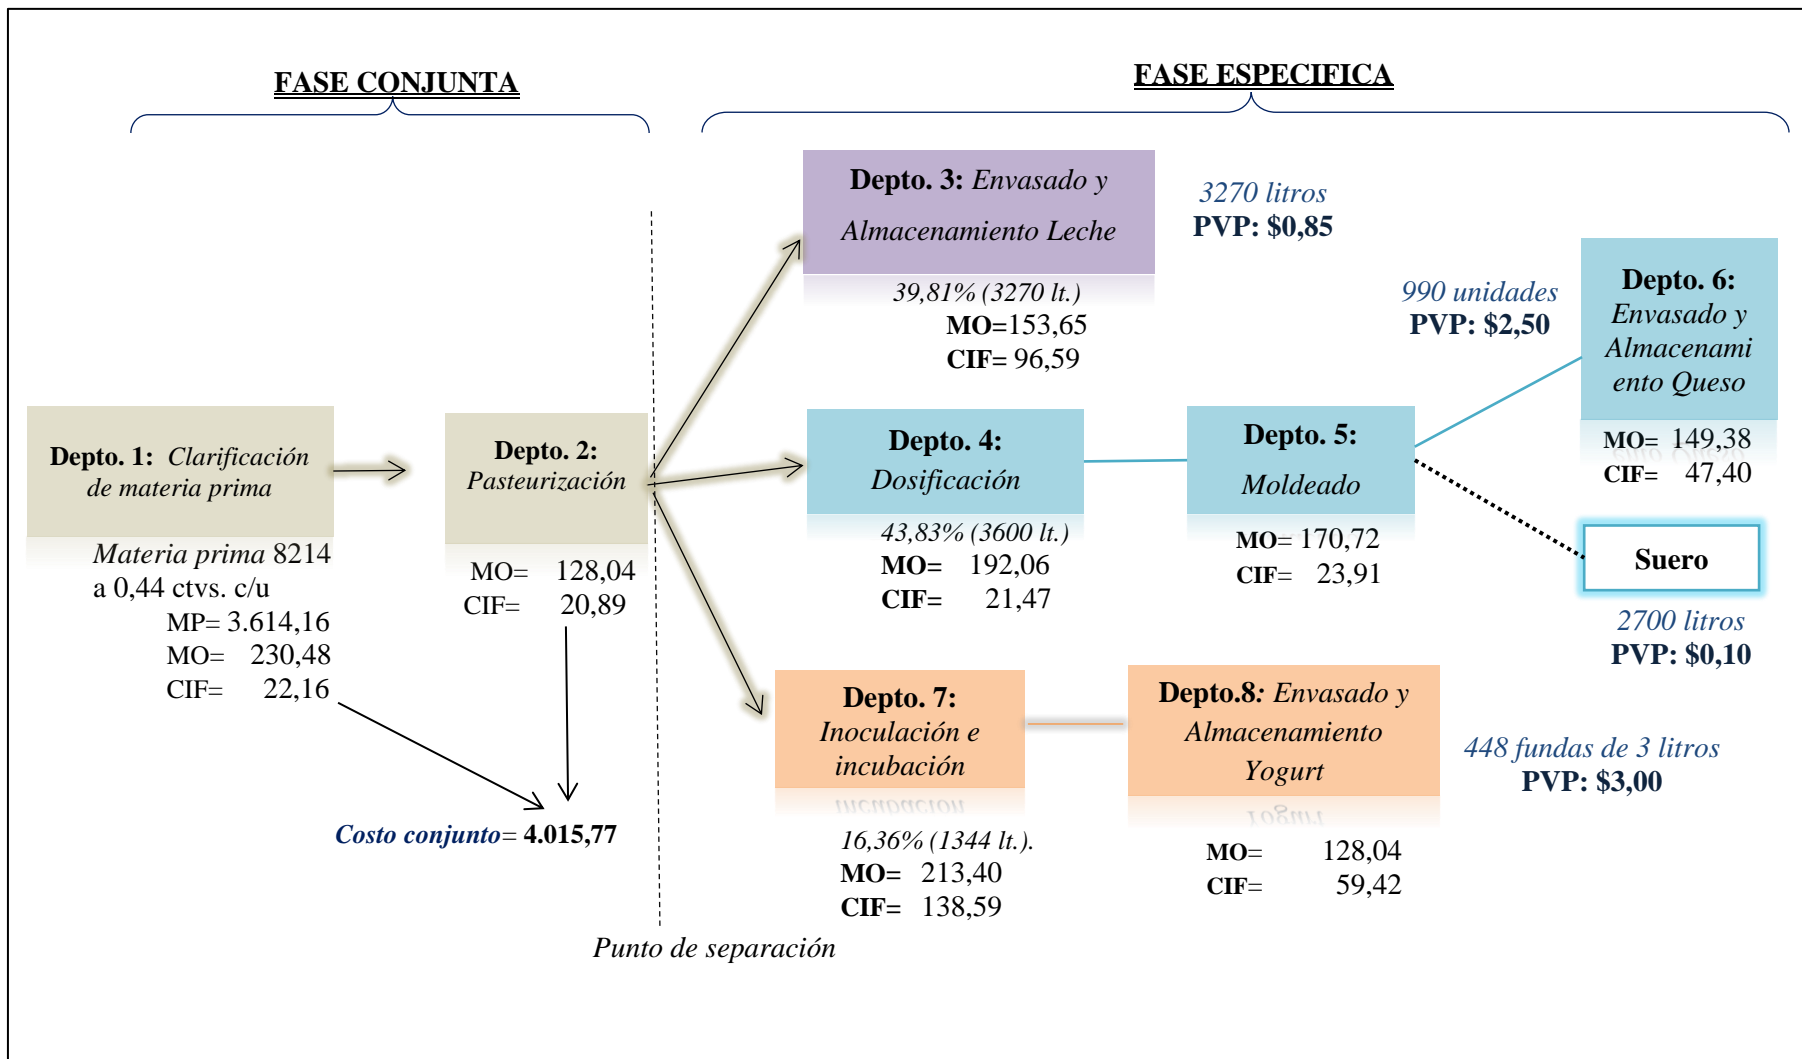 FASE CONJUNTA
FASE ESPECIFICA
Depto. 1: Clarificación
de materia prima
Materia prima 8214
a 0,44 ctvs. c/u
MP= 3.614,16
MO= 230,48
CIF= 22,16
Depto. 2:
Pasteurización
MO= 128,04
CIF= 20,89
Costo conjunto= 4.015,77
Punto de separación
Depto. 3: Envasado y
Almacenamiento Leche
39,81% (3270 lt.)
MO=153,65
CIF= 96,59
3270 litros
PVP: $0,85
Depto. 4:
Dosificación
43,83% (3600 lt.)
MO= 192,06
CIF= 21,47
Depto. 5:
Moldeado
MO= 170,72
CIF= 23,91
990 unidades
PVP: $2,50
Depto. 6:
Envasado y
Almacenami
ento Queso
MO= 149,38
CIF= 47,40
Suero
2700 litros
PVP: $0,10
Depto. 7:
Inoculación e
incubación
16,36% (1344 lt.).
MO= 213,40
CIF= 138,59
Depto.8: Envasado y
Almacenamiento
Yogurt
MO= 128,04
CIF= 59,42
448 fundas de 3 litros
PVP: $3,00